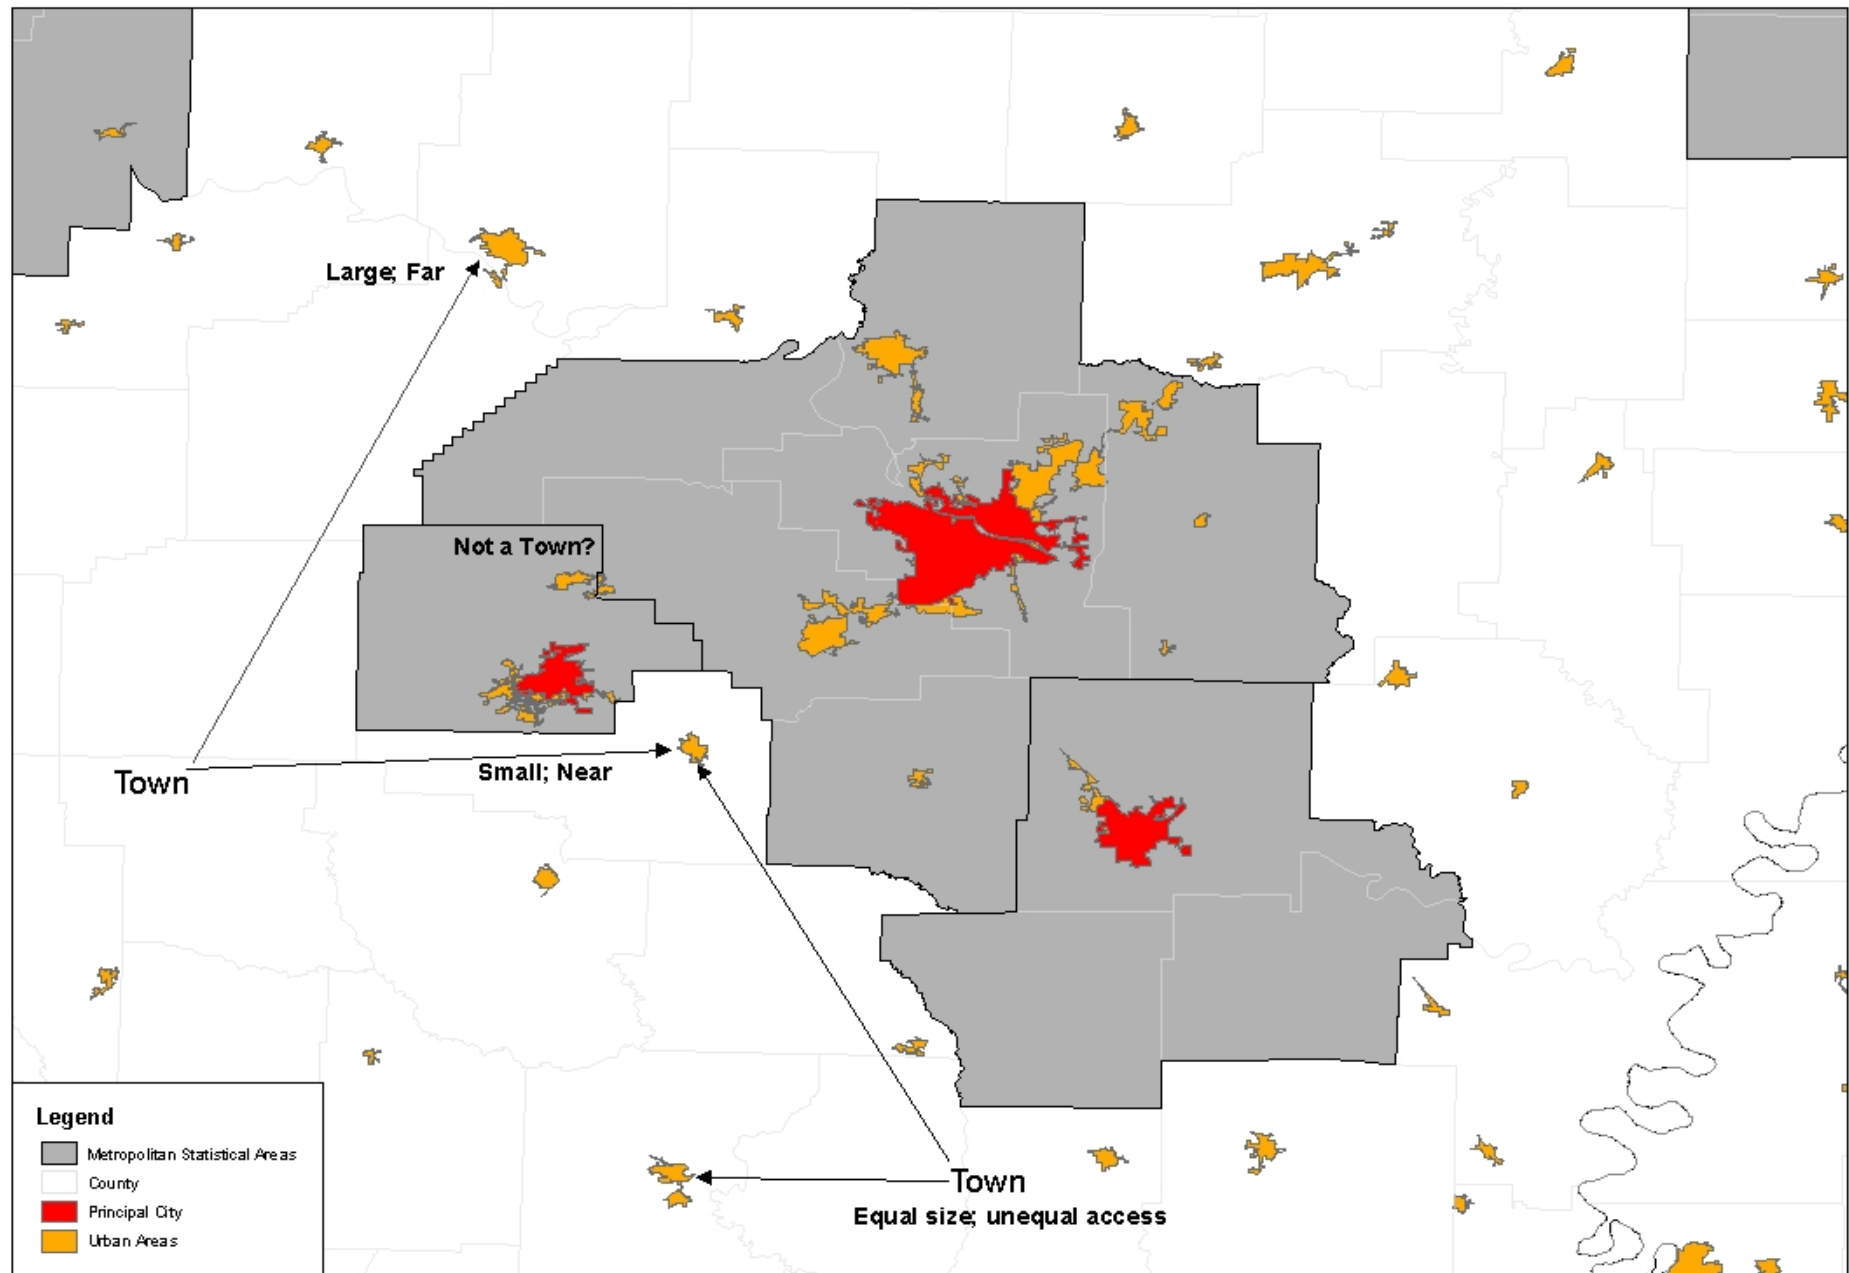 Large; Far
Not a Town?
Town
Small; Near
Town
Equal size; unequal access
Legend
Metropolitan Statistical Areas
County
Principal City
Urban Areas